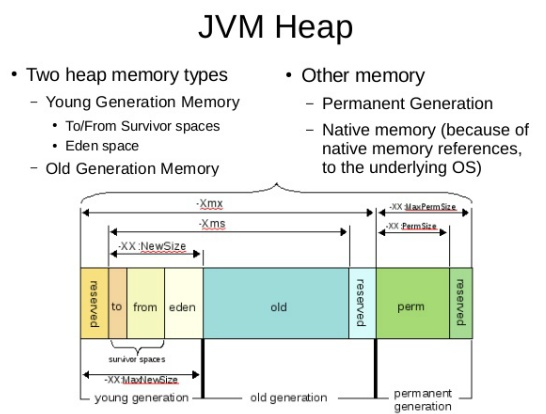 JVM Heap
• Two heap memory types
– Young Generation Memory
• To/From Survivor spaces
• Eden space
– Old Generation Memory
• Other memory
– Permanent Generation
– Native memory (because of
native memory references,
to the underlying OS)
-Xmx
-XX:MaxPermSize
-Xms
-XX:PermSize
-XX:NewSize
reserved
to
from
eden
old
reserved
perm
reserved
survivor spaces
-XX:MaxNewSize
young generation
old generation
permanent
generation